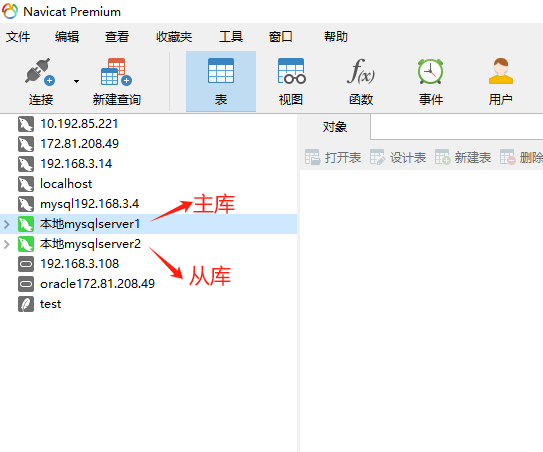 Navicat Premium
文件 编辑 查看 收藏夹 工具 窗口 帮助
f(x)
连接 新建查询 表 视图 函数 事件 用户
对象
打开表 设计表 新建表 删除
10.192.85.221
172.81.208.49
192.168.3.14
localhost
mysql192.168.3.4
本地mysqlserver1
主库
本地mysqlserver2
从库
192.168.3.108
oracle172.81.208.49
test